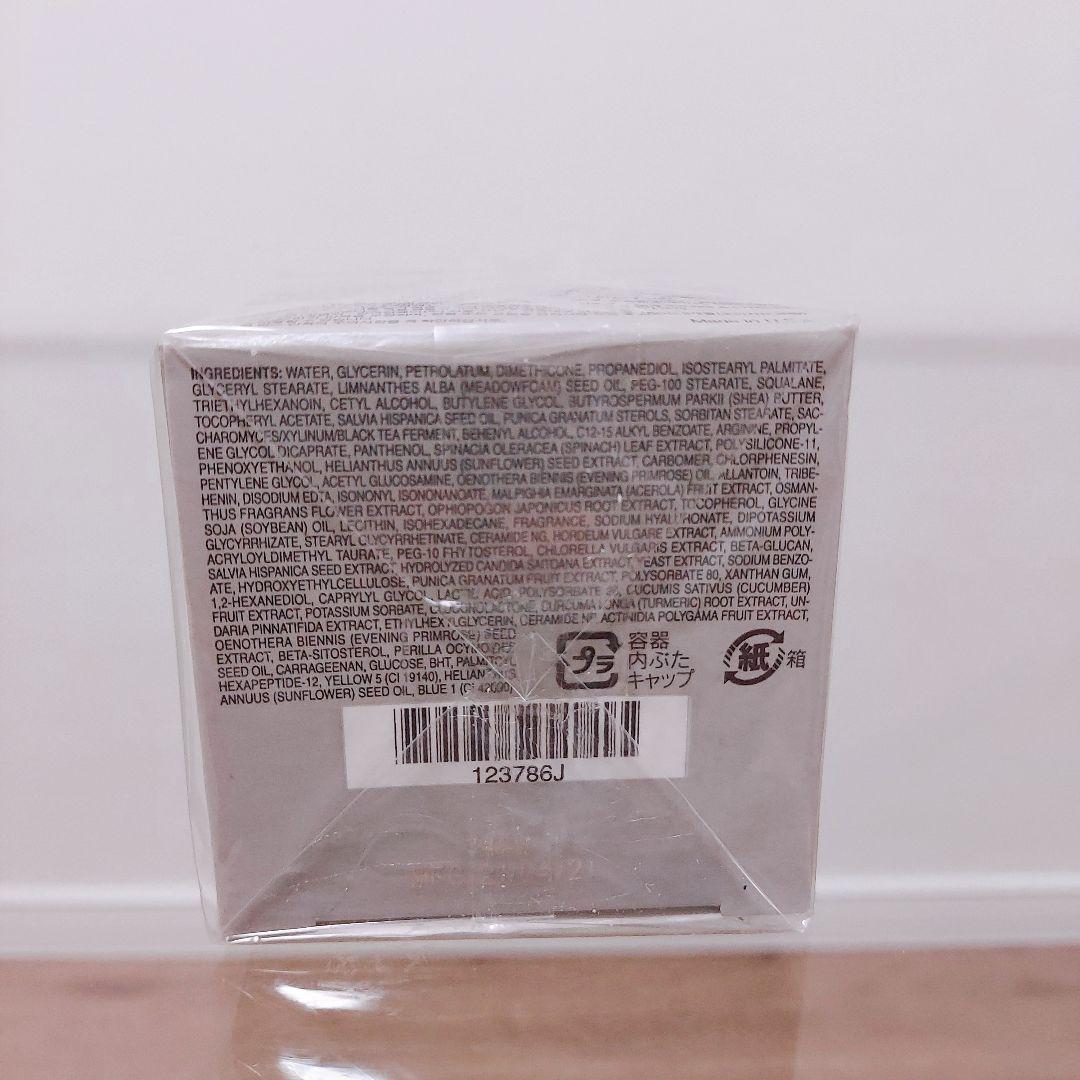 INGREDIENTS: WATER, GLYCERIN, PETROLATUM, DIMETHICONE, PROPANEDIOL, ISOSTEARYL PALMITATE,
GLYCERYL STEARATE, LIMNANTHES ALBA (MEADOWFOAM) SEED OIL, PEG-100 STEARATE, SQUALANE,
TRIETHYLHEXANOIN, CETYL ALCOHOL, BUTYLENE GLYCOL, BUTYROSPERMUM PARKII (SHEA) BUTTER,
TOCOPHERYL ACETATE, SALVIA HISPANICA SEED OIL, PUNICA GRANATUM STEROLS, SORBITAN STEARATE, SAC-
CHAROMYCES/XYLINUM/BLACK TEA FERMENT, BEHENYL ALCOHOL, C12-15 ALKYL BENZOATE, ARGININE, PROPYL-
ENE GLYCOL DICAPRATE, PANTHENOL, SPINACIA OLERACEA (SPINACH) LEAF EXTRACT, POLYSILICONE-11,
PHENOXYETHANOL, HELIANTHUS ANNUUS (SUNFLOWER) SEED EXTRACT, CARBOMER, CHLORPHENESIN,
PENTYLENE GLYCOL, ACETYL GLUCOSAMINE, OENOTHERA BIENNIS (EVENING PRIMROSE) OIL, ALLANTOIN, TRIBE-
HENIN, DISODIUM EDTA, ISONONYL ISONONANOATE, MALPIGHIA EMARGINATA (ACEROLA) FRUIT EXTRACT, OSMAN-
THUS FRAGRANS FLOWER EXTRACT, OPHIOPOGON JAPONICUS ROOT EXTRACT, TOCOPHEROL, GLYCINE
SOJA (SOYBEAN) OIL, LECITHIN, ISOHEXADECANE, FRAGRANCE, SODIUM HYALURONATE, DIPOTASSIUM
GLYCYRRHIZATE, STEARYL GLYCYRRHETINATE, CERAMIDE NG, HORDEUM VULGARE EXTRACT, AMMONIUM POLY-
ACRYLOYLDIMETHYL TAURATE, PEG-10 PHYTOSTEROL, CHLORELLA VULGARIS EXTRACT, BETA-GLUCAN,
SALVIA HISPANICA SEED EXTRACT, HYDROLYZED CANDIDA SAITOANA EXTRACT, YEAST EXTRACT, SODIUM BENZO-
ATE, HYDROXYETHYLCELLULOSE, PUNICA GRANATUM FRUIT EXTRACT, POLYSORBATE 80, XANTHAN GUM,
1,2-HEXANEDIOL, CAPRYLYL GLYCOL, LACTIC ACID, POLYSORBATE CUCUMIS SATIVUS (CUCUMBER)
FRUIT EXTRACT, POTASSIUM SORBATE, GLUCONOLACTONE, CURCUMA LONGA (TURMERIC) ROOT EXTRACT, UN-
DARIA PINNATIFIDA EXTRACT, ETHYLHEXYLGLYCERIN, CERAMIDE NP, ACTINIDIA POLYGAMA FRUIT EXTRACT,
OENOTHERA BIENNIS (EVENING PRIMROSE) SEED
EXTRACT, BETA-SITOSTEROL, PERILLA OCYMOIDES
SEED OIL, CARRAGEENAN, GLUCOSE, BHT, PALMITOYL
HEXAPEPTIDE-12, YELLOW 5 (CI 19140), HELIANTHUS
ANNUUS (SUNFLOWER) SEED OIL, BLUE 1 (CI 42090)
プラ
容器
内ぶた
キャップ
紙
箱
123786J